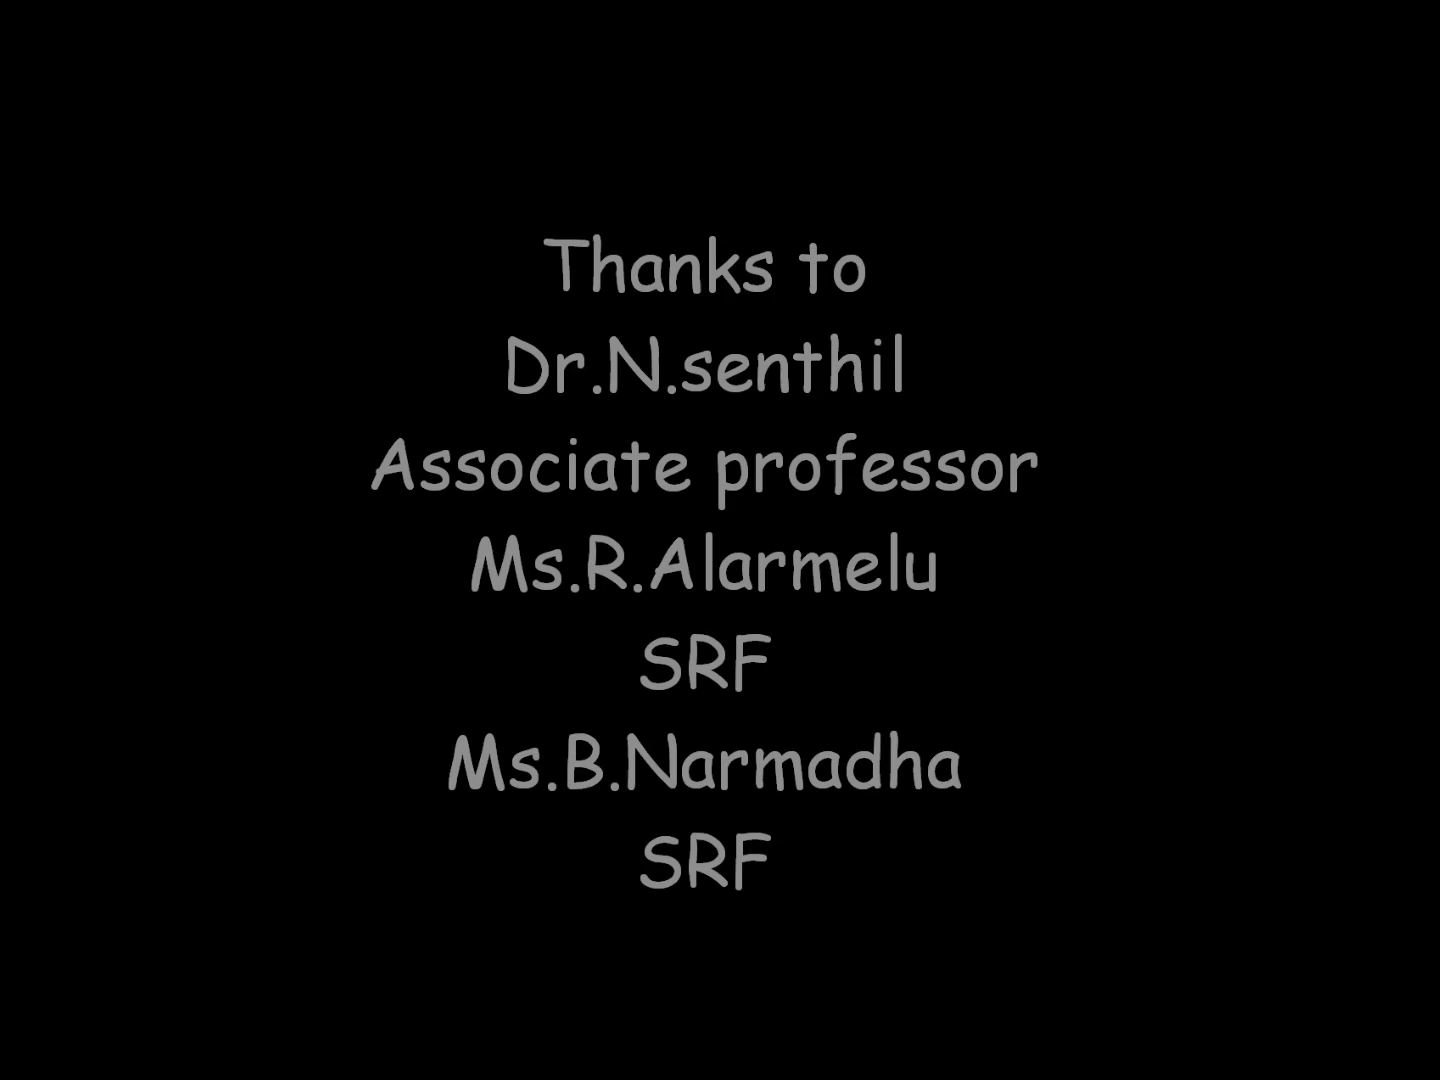 Thanks to
Dr.N.senthil
Associate professor
Ms.R.Alarmelu
SRF
Ms.B.Narmadha
SRF